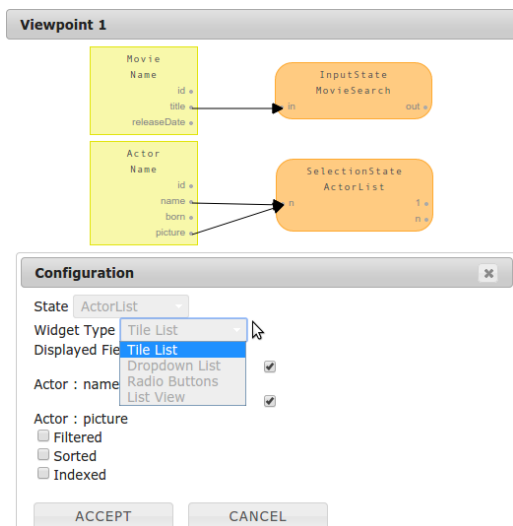 Viewpoint 1
Movie
Name
id
title
releaseDate
InputState
MovieSearch
in
out
Actor
Name
id
name
born
picture
SelectionState
ActorList
n
1
n
Configuration
State ActorList
Widget Type Tile List
Displayed Fie
Tile List
Dropdown List
Radio Buttons
List View
Actor : name
Actor : picture
Filtered
Sorted
Indexed
ACCEPT CANCEL